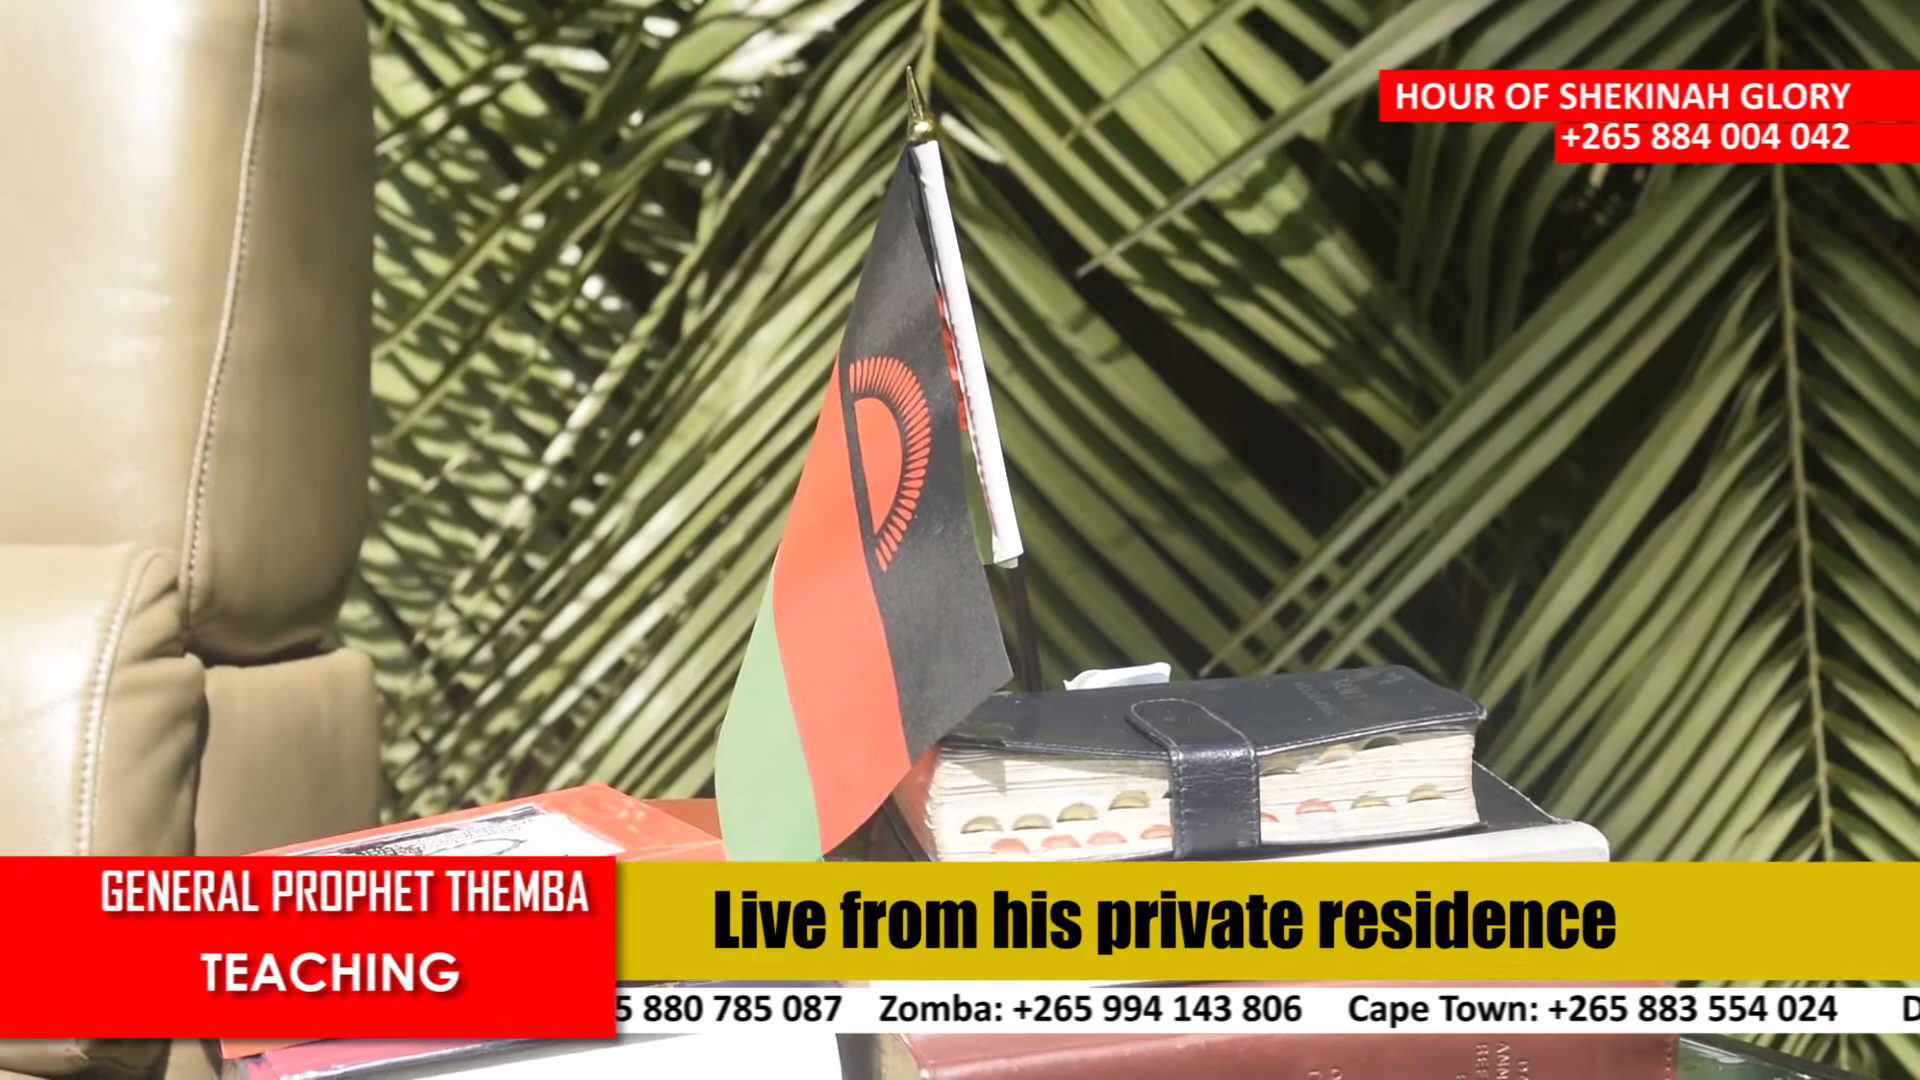 HOUR OF SHEKINAH GLORY
+265 884 004 042
GENERAL PROPHET THEMBA
TEACHING
Live from his private residence
5 880 785 087 Zomba: +265 994 143 806 Cape Town: +265 883 554 024 D